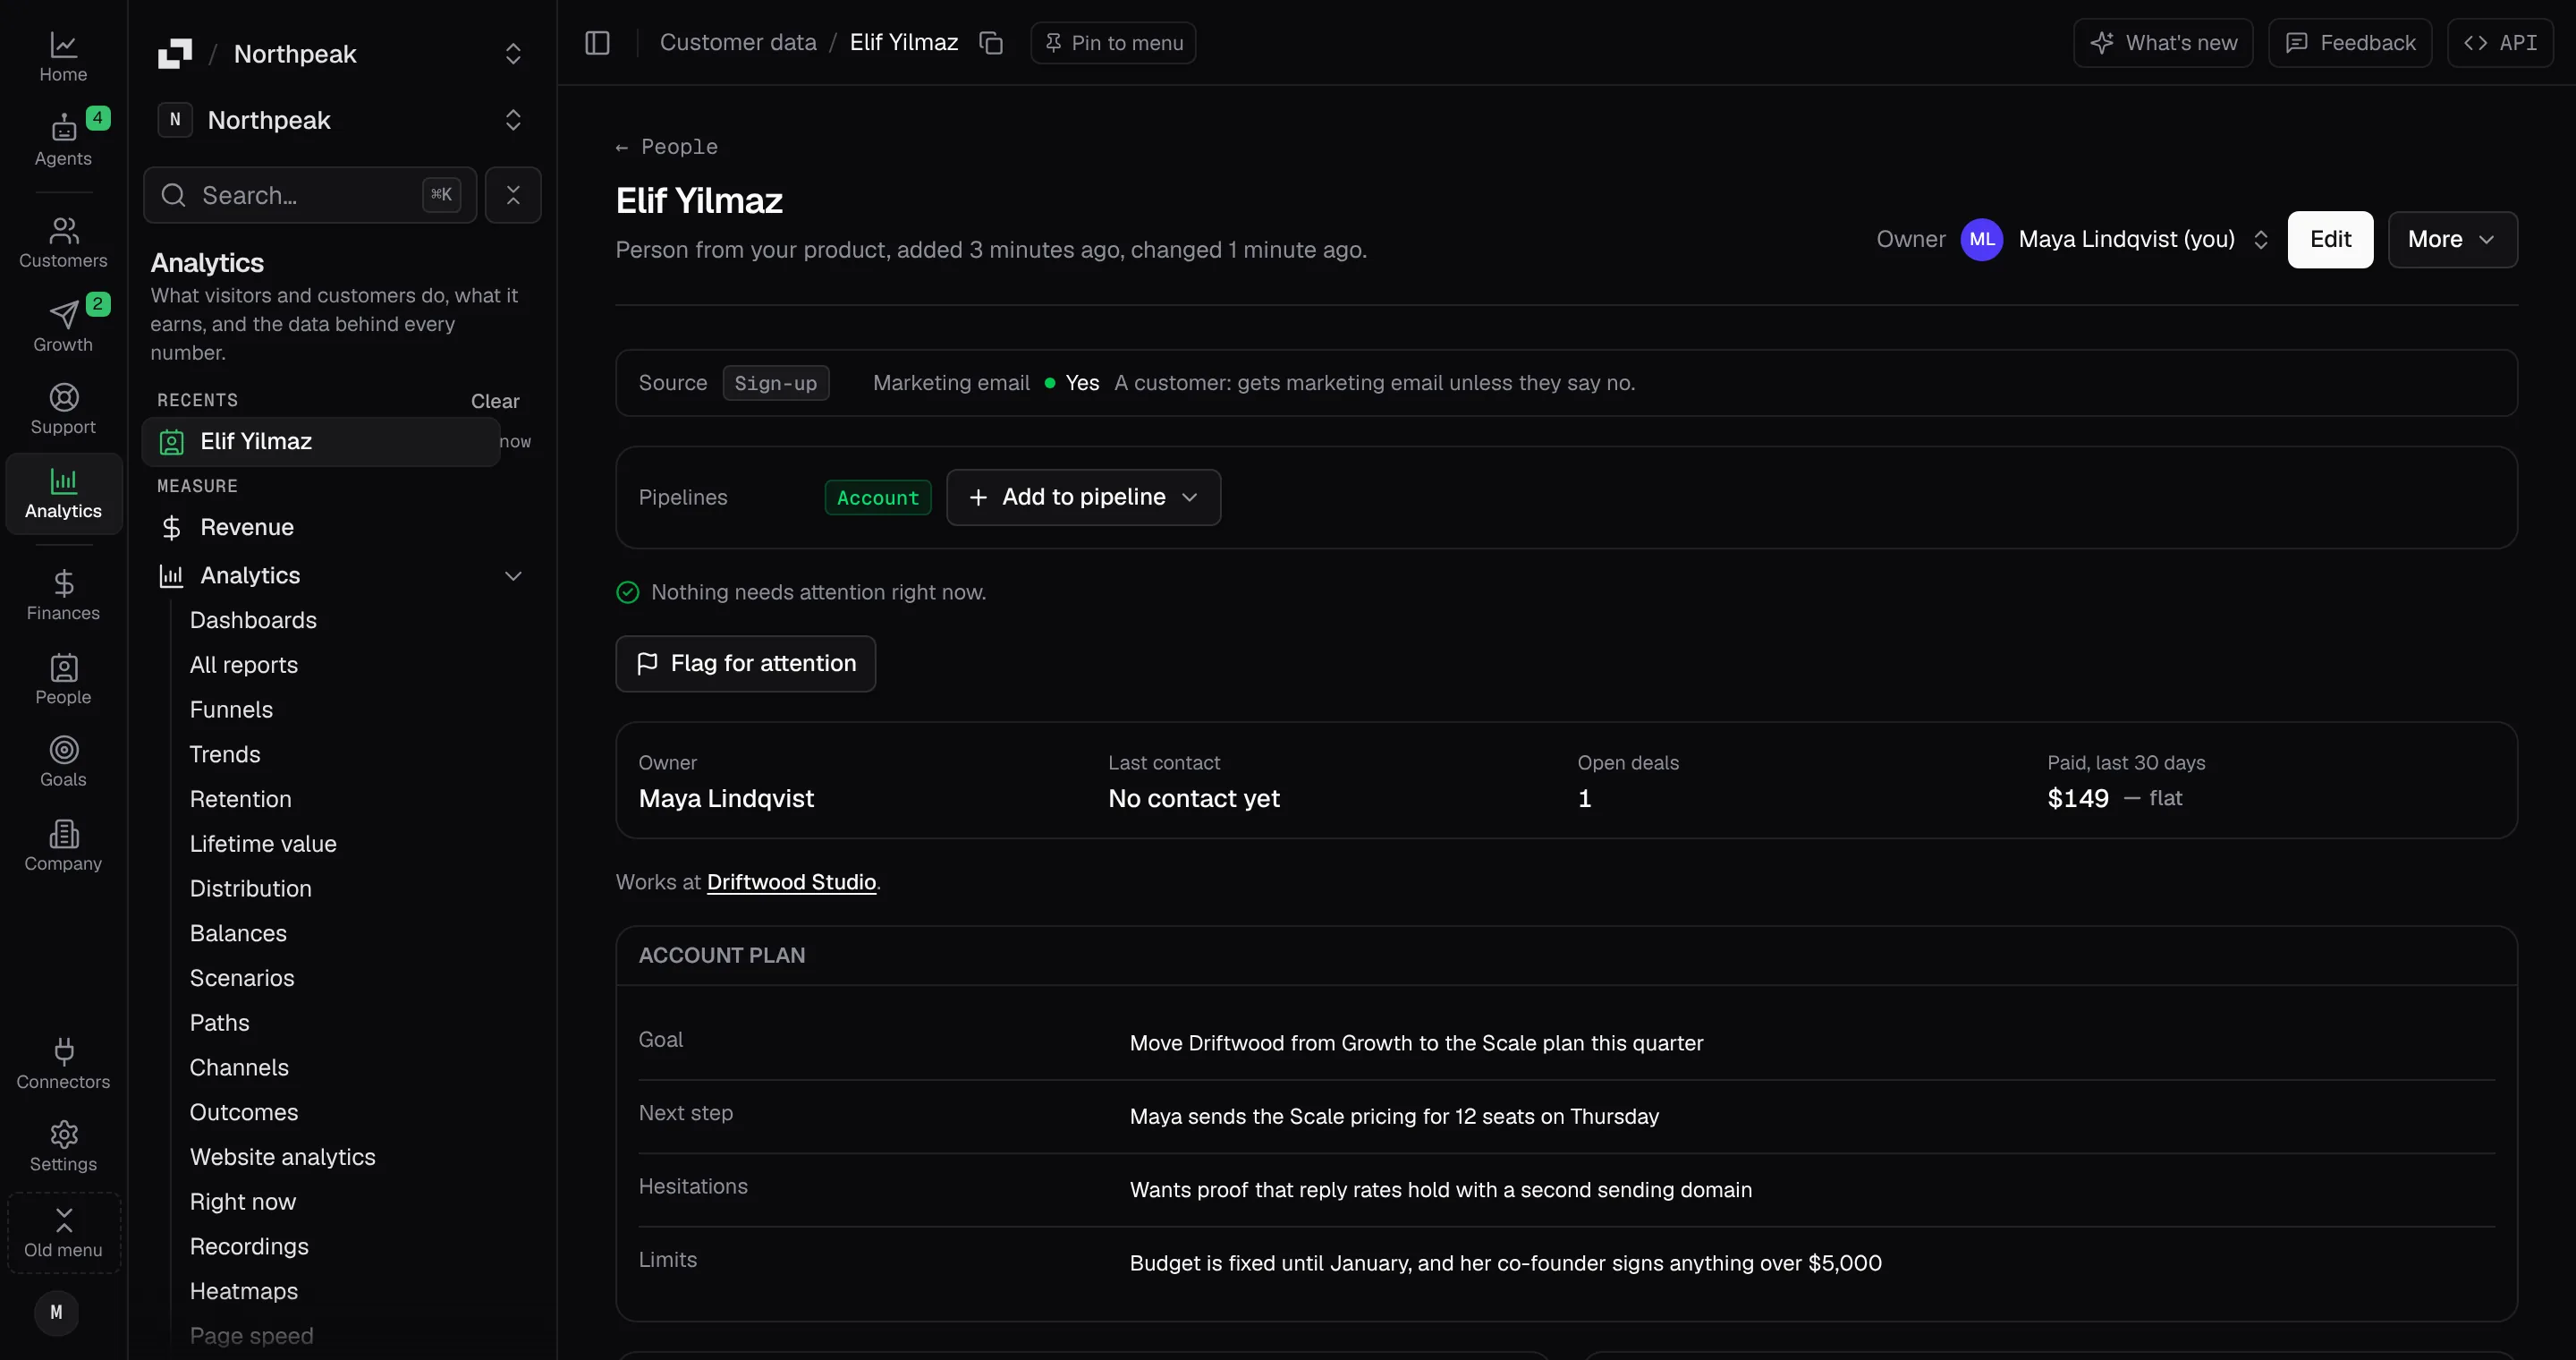 Home
4
Agents
Customers
2
Growth
Support
Analytics
Finances
People
Goals
Company
Connectors
Settings
Old menu
M
/ Northpeak
N Northpeak
Search... ⌘K
Analytics
What visitors and customers do, what it
earns, and the data behind every
number.
RECENTS Clear
Elif Yilmaz now
MEASURE
Revenue
Analytics
Dashboards
All reports
Funnels
Trends
Retention
Lifetime value
Distribution
Balances
Scenarios
Paths
Channels
Outcomes
Website analytics
Right now
Recordings
Heatmaps
Page speed
Customer data / Elif Yilmaz Pin to menu
What's new Feedback API
← People
Elif Yilmaz
Person from your product, added 3 minutes ago, changed 1 minute ago.
Owner ML Maya Lindqvist (you) Edit More
Source Sign-up Marketing email Yes A customer: gets marketing email unless they say no.
Pipelines Account + Add to pipeline
Nothing needs attention right now.
Flag for attention
Owner Last contact Open deals Paid, last 30 days
Maya Lindqvist No contact yet 1 $149 — flat
Works at Driftwood Studio.
ACCOUNT PLAN
Goal Move Driftwood from Growth to the Scale plan this quarter
Next step Maya sends the Scale pricing for 12 seats on Thursday
Hesitations Wants proof that reply rates hold with a second sending domain
Limits Budget is fixed until January, and her co-founder signs anything over $5,000